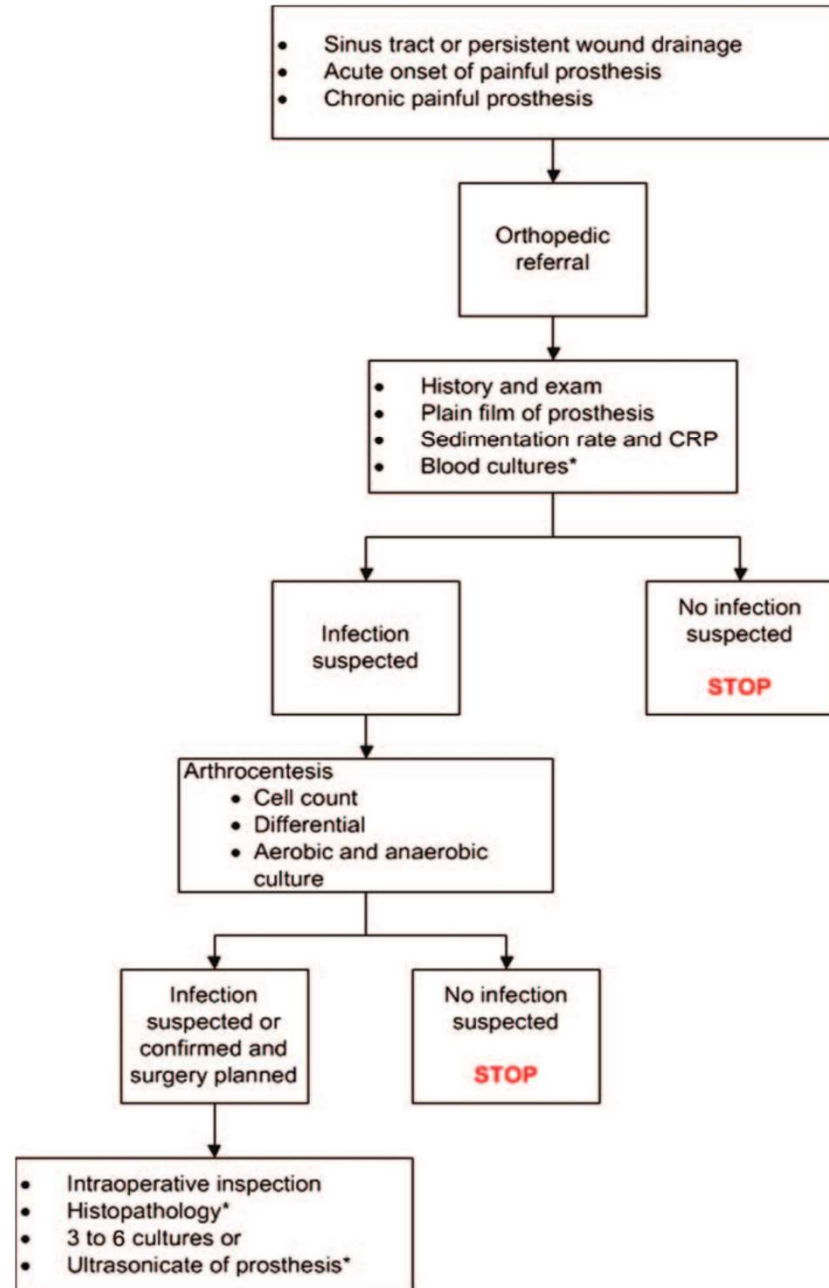 • Sinus tract or persistent wound drainage
• Acute onset of painful prosthesis
• Chronic painful prosthesis
Orthopedic
referral
• History and exam
• Plain film of prosthesis
• Sedimentation rate and CRP
• Blood cultures*
Infection
suspected
No infection
suspected
STOP
Arthrocentesis
• Cell count
• Differential
• Aerobic and anaerobic
culture
Infection
suspected or
confirmed and
surgery planned
No infection
suspected
STOP
• Intraoperative inspection
• Histopathology*
• 3 to 6 cultures or
• Ultrasonicate of prosthesis*